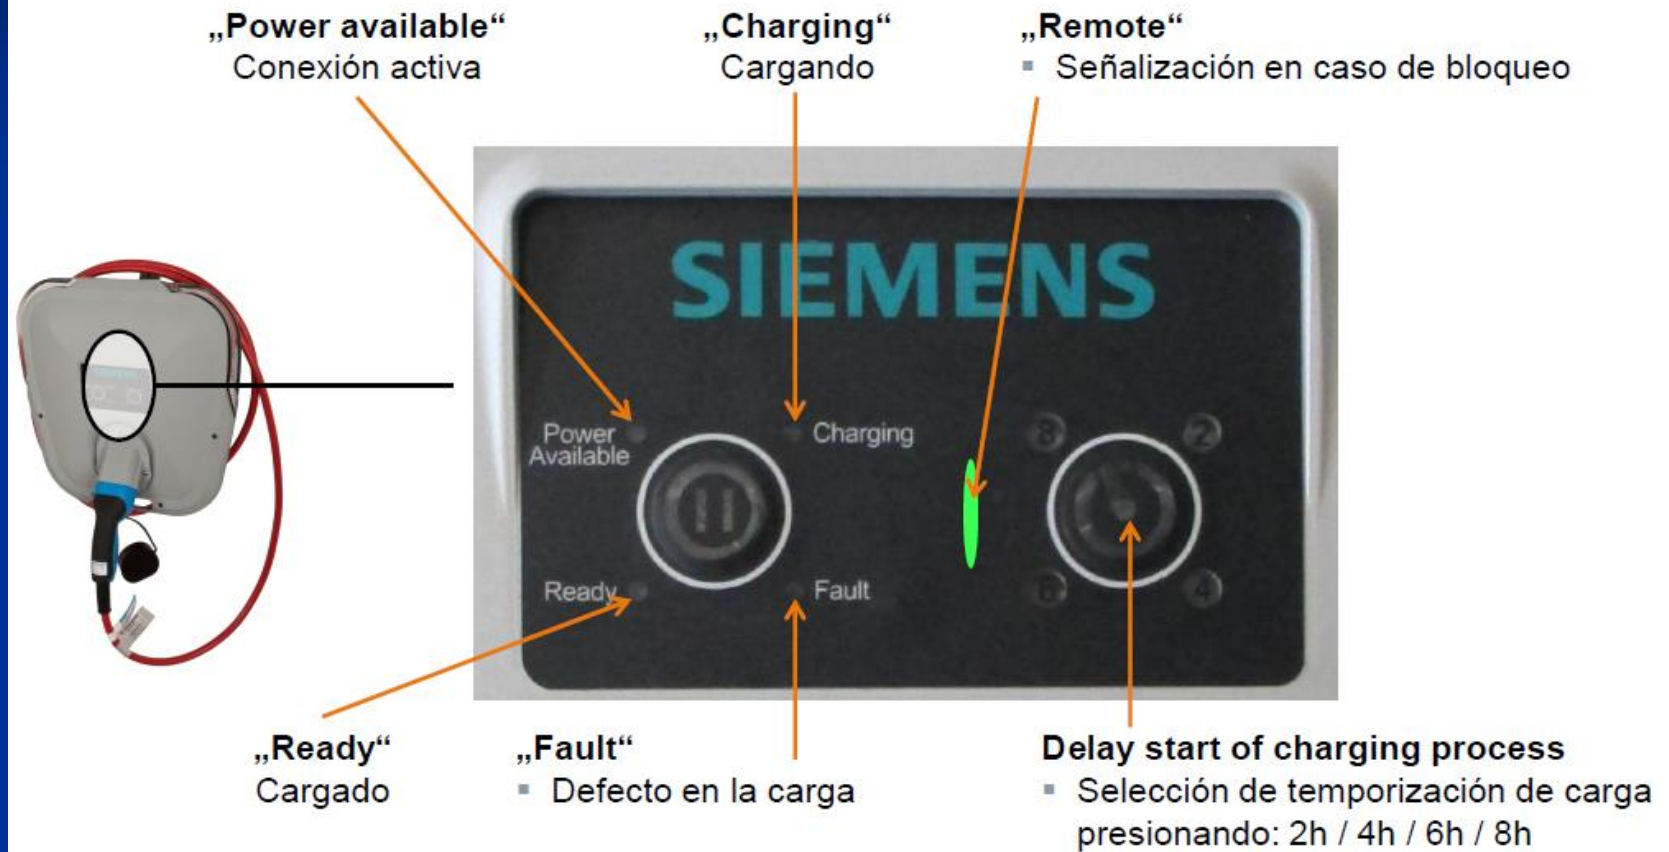 „Power available“
Conexión activa
„Charging“
Cargando
„Remote“
▪ Señalización en caso de bloqueo
SIEMENS
Power
Available
Charging
8
2
Ready
Fault
6
4
„Ready“
Cargado
„Fault“
▪ Defecto en la carga
Delay start of charging process
▪ Selección de temporización de carga
presionando: 2h / 4h / 6h / 8h